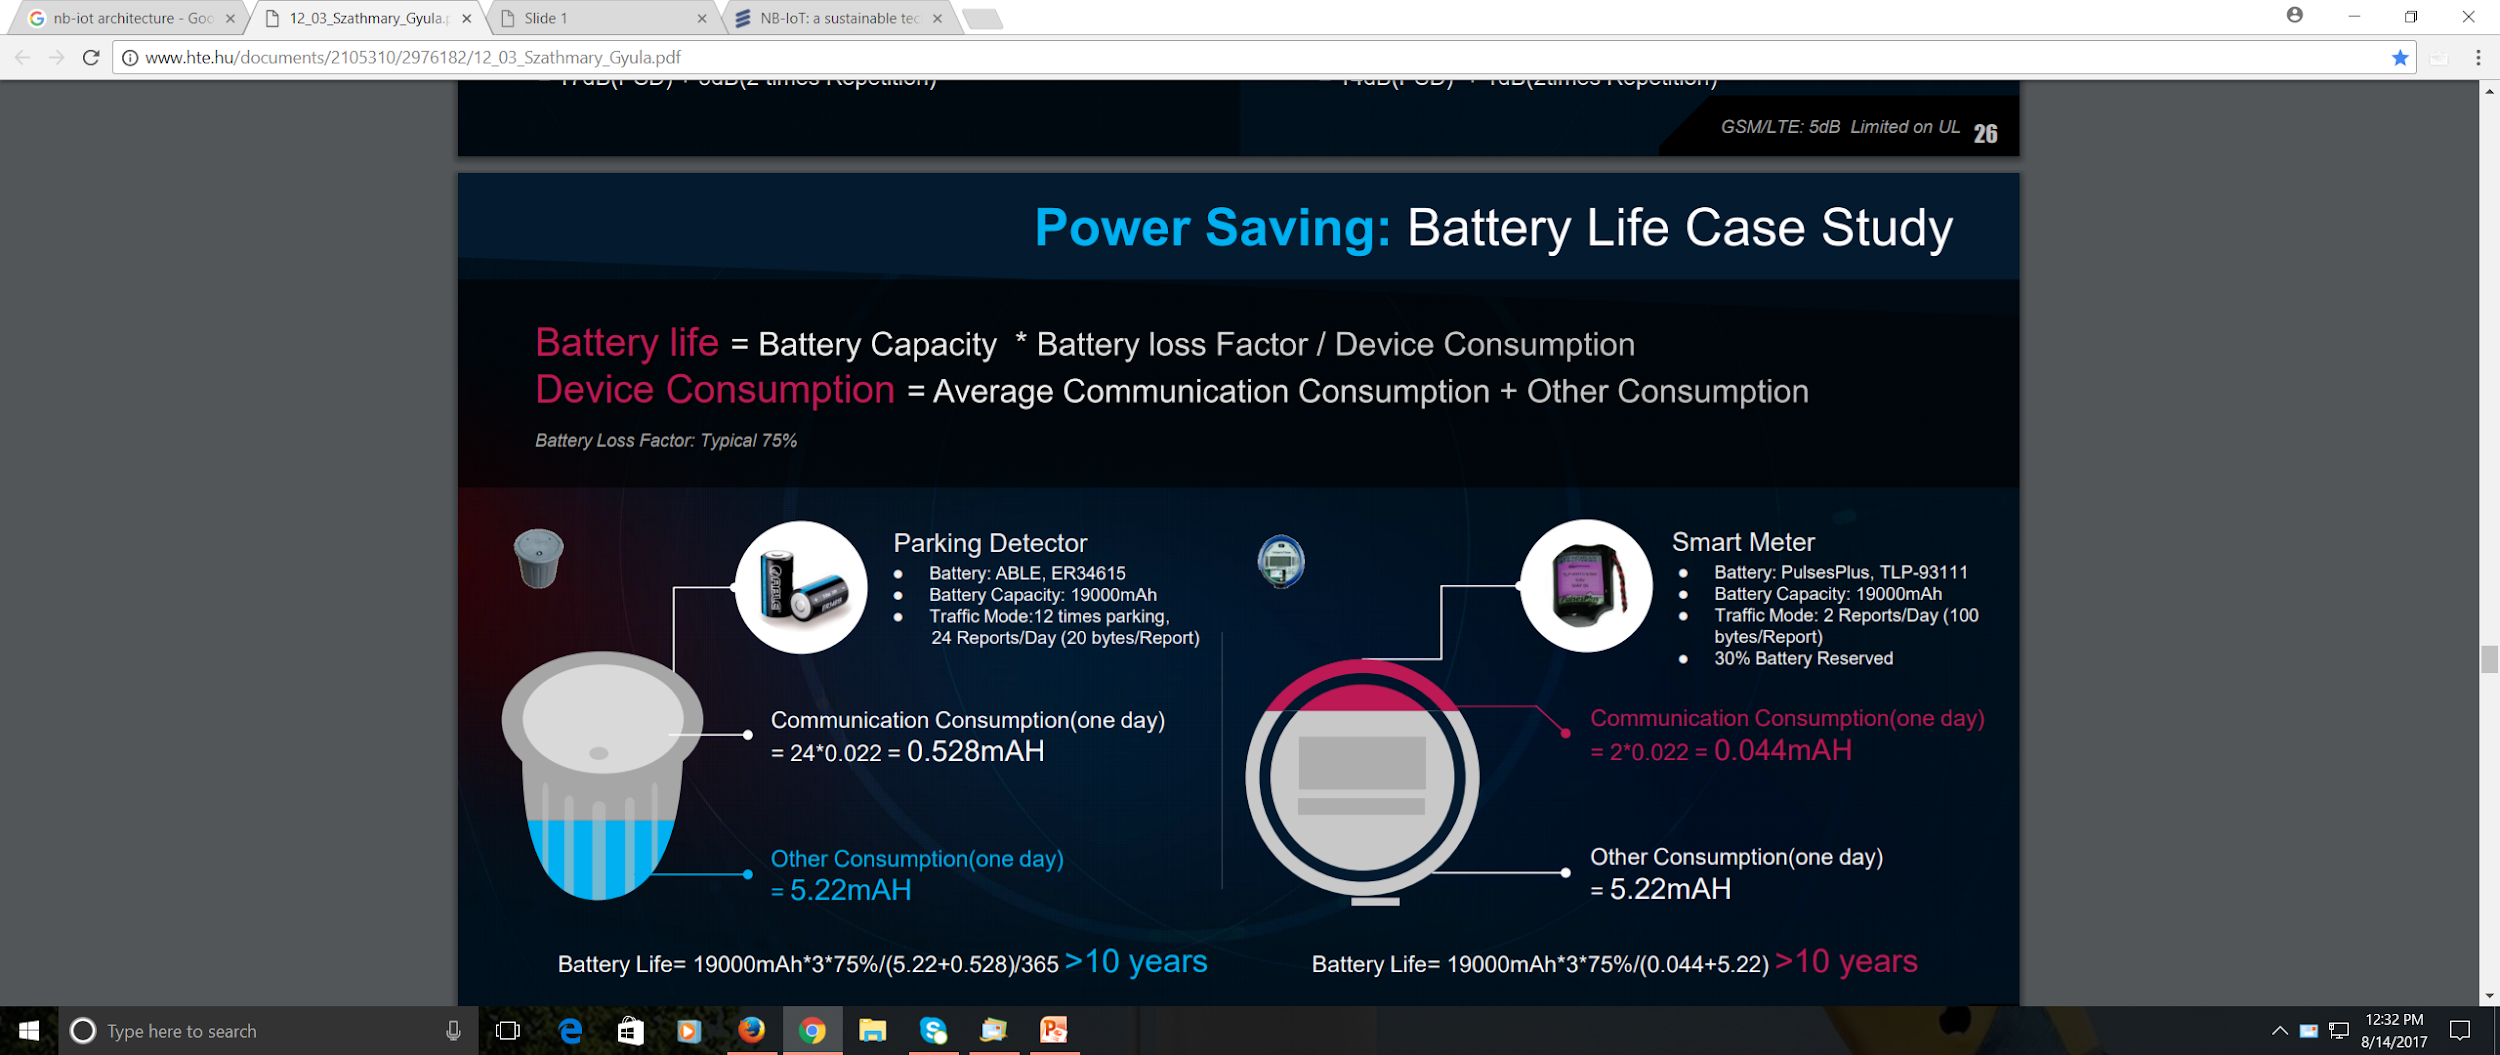 nb-iot architecture - Goo
12_03_Szathmary_Gyula.p
Slide 1
NB-IoT: a sustainable tec
www.hte.hu/documents/2105310/2976182/12_03_Szathmary_Gyula.pdf
GSM/LTE: 5dB Limited on UL 26
Power Saving: Battery Life Case Study
Battery life = Battery Capacity * Battery loss Factor / Device Consumption
Device Consumption = Average Communication Consumption + Other Consumption
Battery Loss Factor: Typical 75%
Parking Detector
● Battery: ABLE, ER34615
● Battery Capacity: 19000mAh
● Traffic Mode:12 times parking,
24 Reports/Day (20 bytes/Report)
Communication Consumption(one day)
= 24*0.022 = 0.528mAH
Other Consumption(one day)
= 5.22mAH
Battery Life= 19000mAh*3*75%/(5.22+0.528)/365 >10 years
Smart Meter
● Battery: PulsesPlus, TLP-93111
● Battery Capacity: 19000mAh
● Traffic Mode: 2 Reports/Day (100
bytes/Report)
● 30% Battery Reserved
Communication Consumption(one day)
= 2*0.022 = 0.044mAH
Other Consumption(one day)
= 5.22mAH
Battery Life= 19000mAh*3*75%/(0.044+5.22) >10 years
Type here to search
12:32 PM
8/14/2017